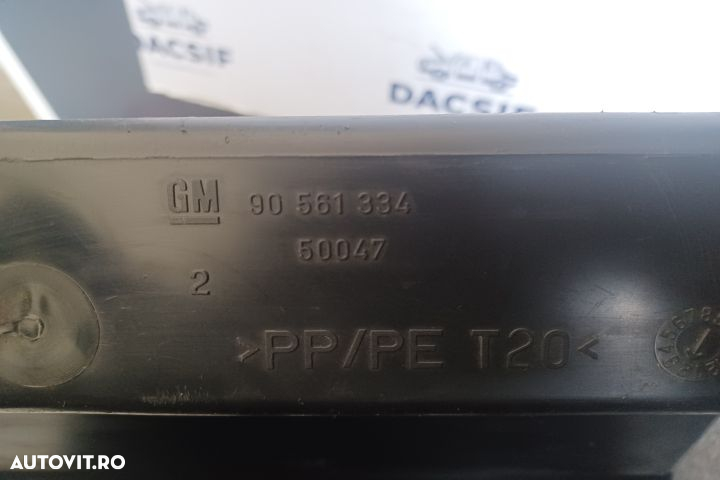 DACSIF
DACSIF
GM 90 561 334
50047
2
>PP/PE T20<
AUTOVIT.RO